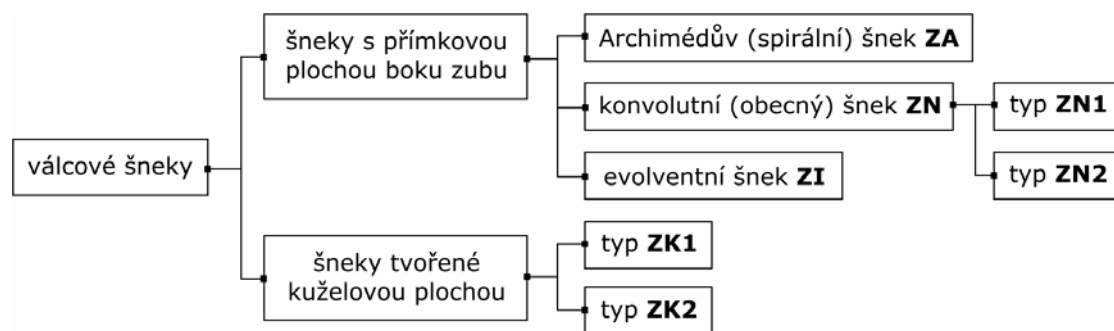 válcové šneky
šneky s přímkovou
plochou boku zubu
Archimédův (spirální) šnek ZA
konvolutní (obecný) šnek ZN
typ ZN1
typ ZN2
evolventní šnek ZI
šneky tvořené
kuželovou plochou
typ ZK1
typ ZK2